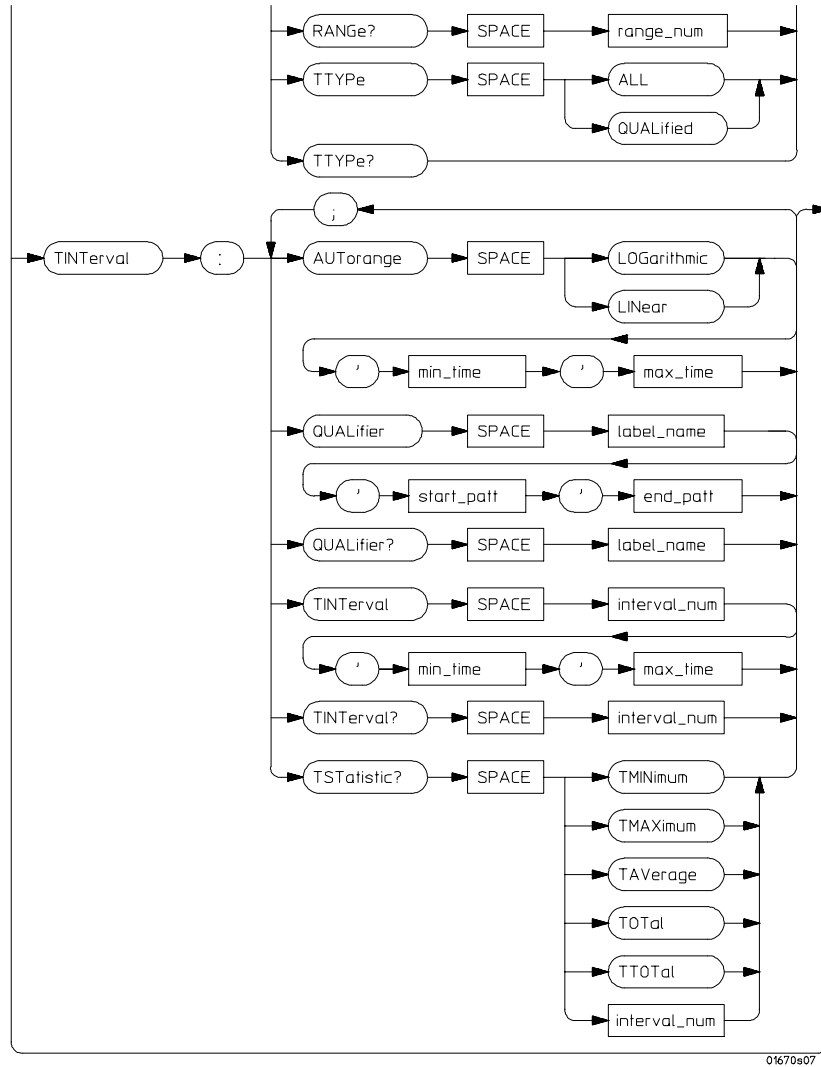 RANGe? SPACE range_num
TTYPe SPACE ALL
QUALified
TTYPe?
;
TINTerval : AUTorange SPACE LOGarithmic
LINear
, min_time , max_time
QUALifier SPACE label_name
, start_patt , end_patt
QUALifier? SPACE label_name
TINTerval SPACE interval_num
, min_time , max_time
TINTerval? SPACE interval_num
TSTatistic? SPACE TMINimum
TMAXimum
TAVerage
TOTal
TTOTal
interval_num
01670s07